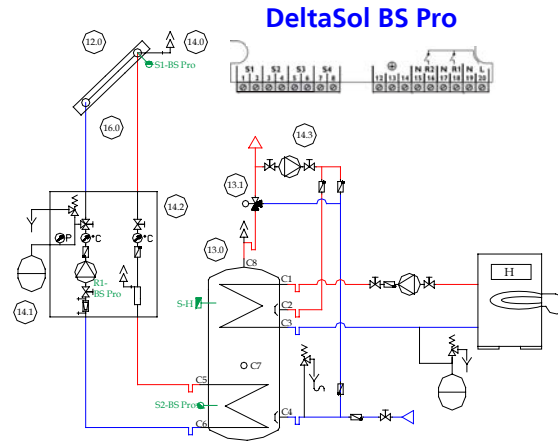 DeltaSol BS Pro
12.0
14.0
S1-BS Pro
S1 S2 S3 S4
N R2 N R1 N L
1 2 3 4 5 6 7 8 12 13 14 15 16 17 18 19 20
16.0
14.3
13.1
14.2
P °C °C
13.0
C8
R1-
BS Pro
14.1
C1
H
S-H
C2
C3
C7
C5
S2-BS Pro
C4
C6